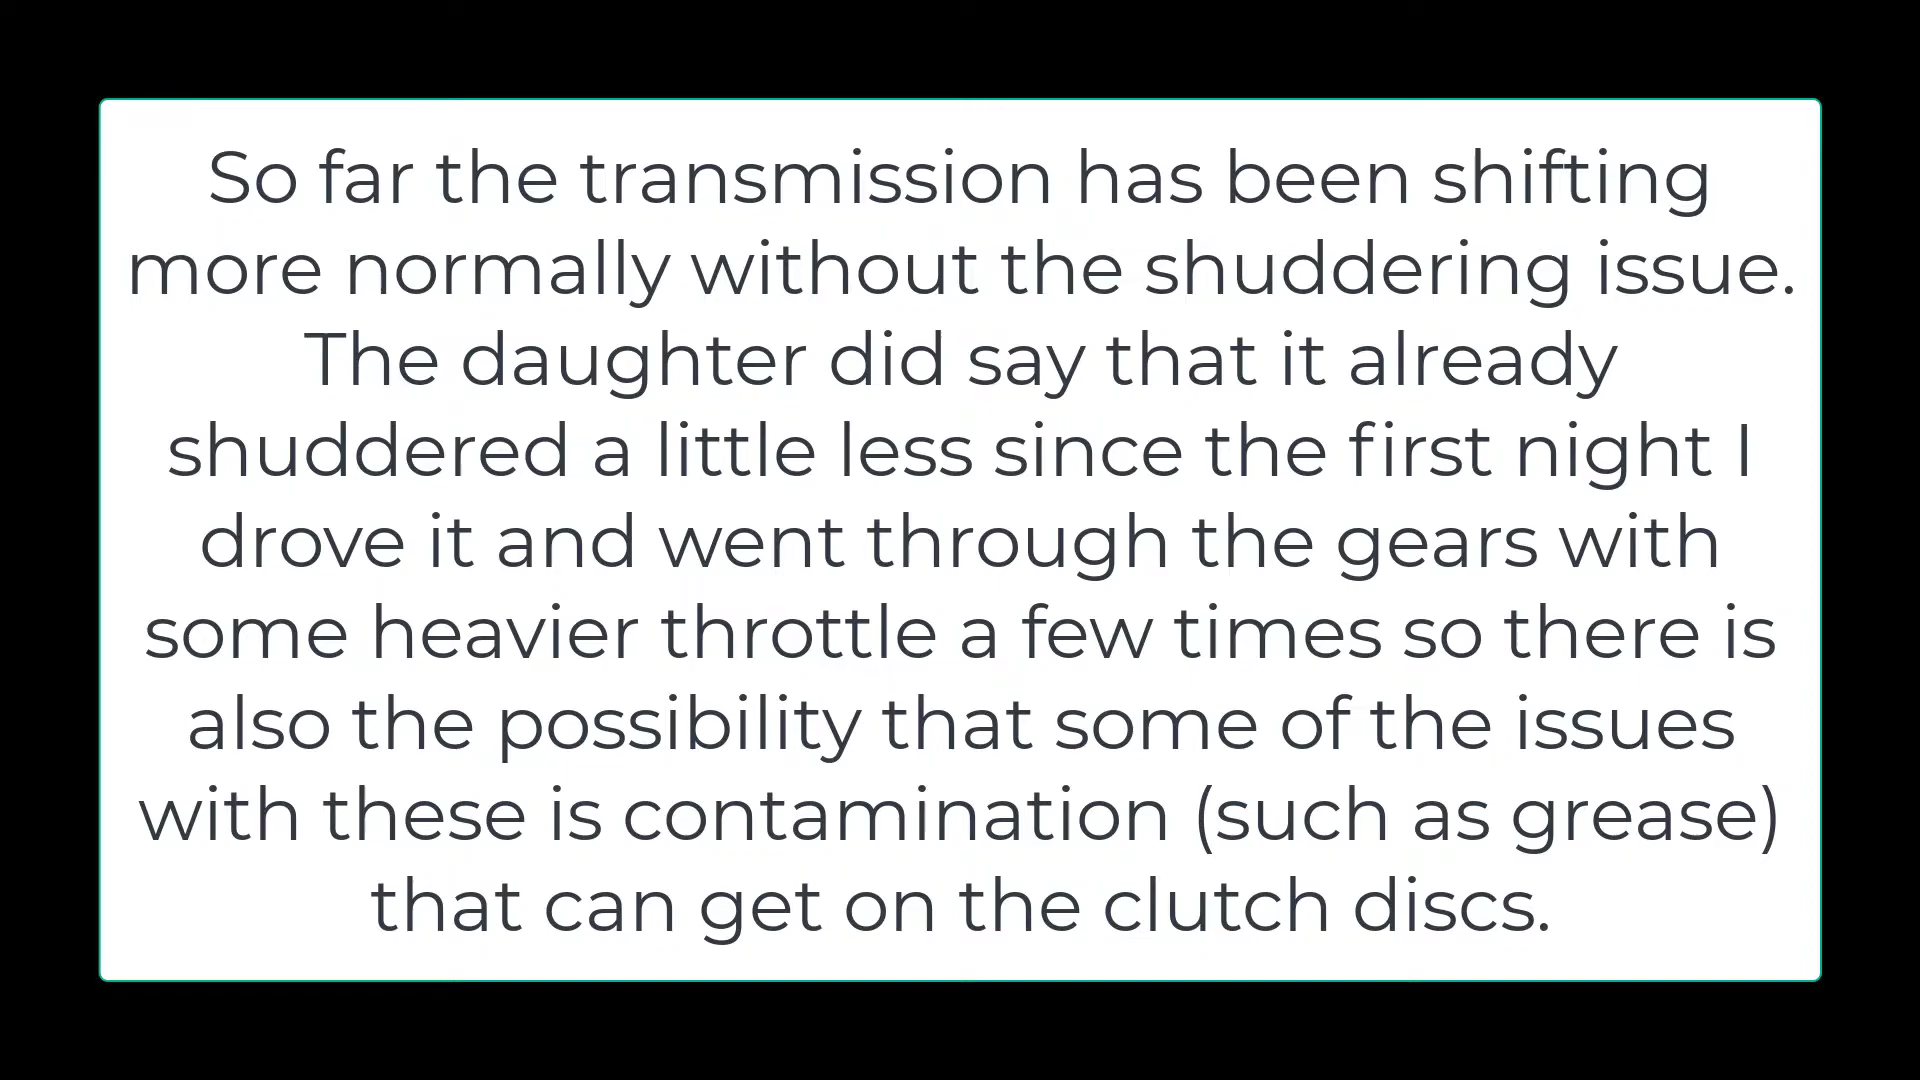 So far the transmission has been shifting
more normally without the shuddering issue.
The daughter did say that it already
shuddered a little less since the first night I
drove it and went through the gears with
some heavier throttle a few times so there is
also the possibility that some of the issues
with these is contamination (such as grease)
that can get on the clutch discs.